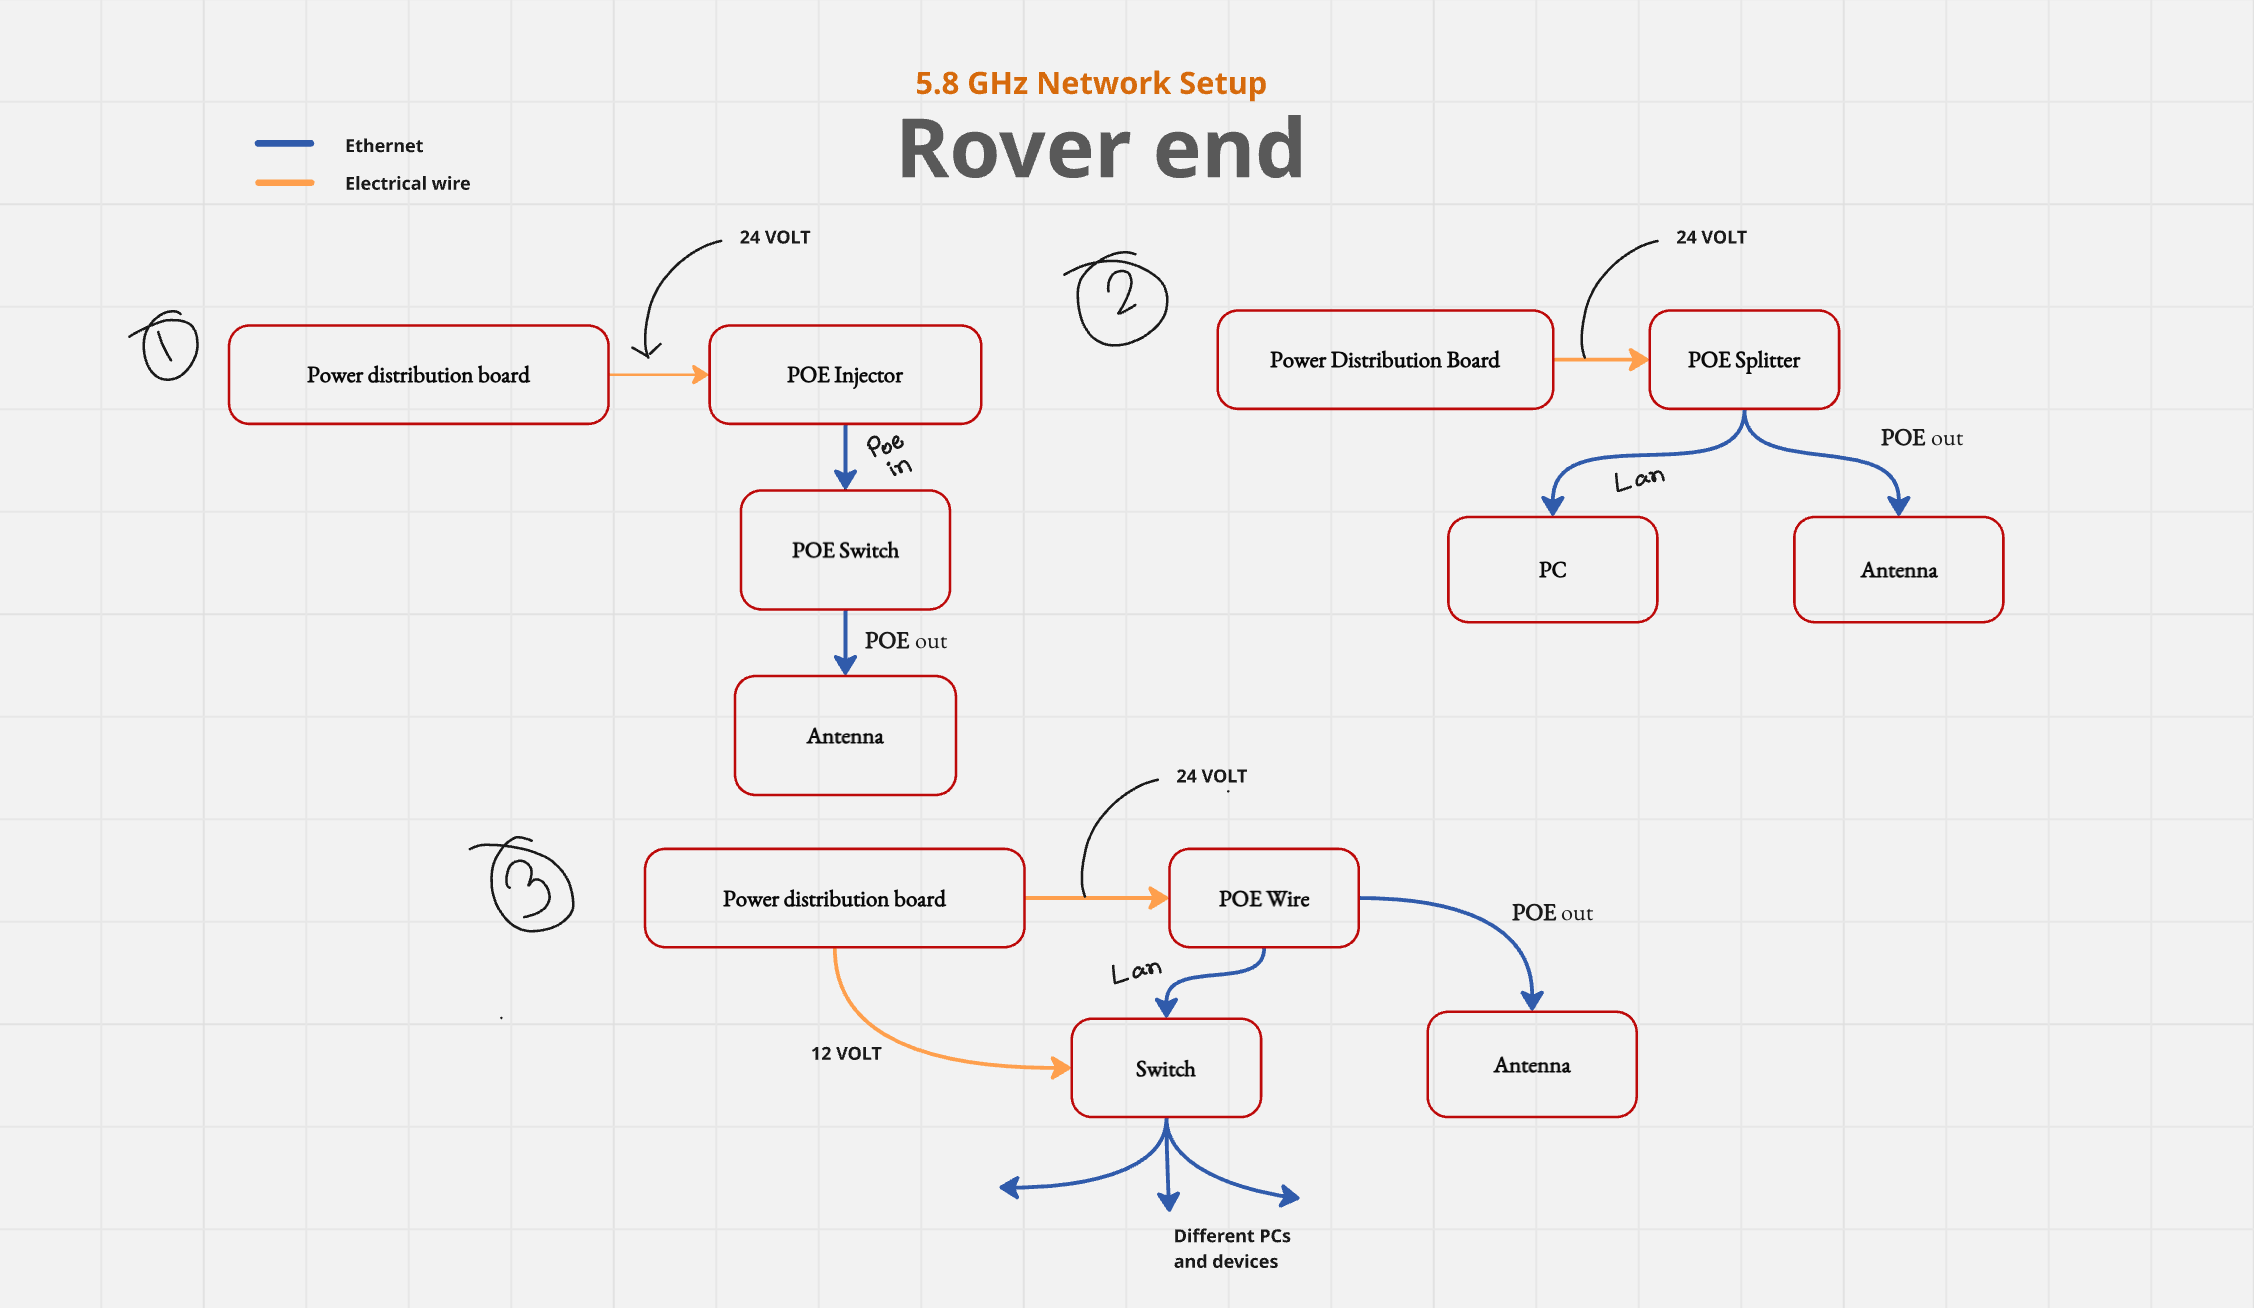 5.8 GHz Network Setup
Rover end
Ethernet
Electrical wire
1
24 VOLT
Power distribution board
POE Injector
Poe
in
POE Switch
POE out
Antenna
2
24 VOLT
Power Distribution Board
POE Splitter
Lan
POE out
PC
Antenna
3
24 VOLT
Power distribution board
POE Wire
POE out
Lan
12 VOLT
Switch
Antenna
Different PCs
and devices